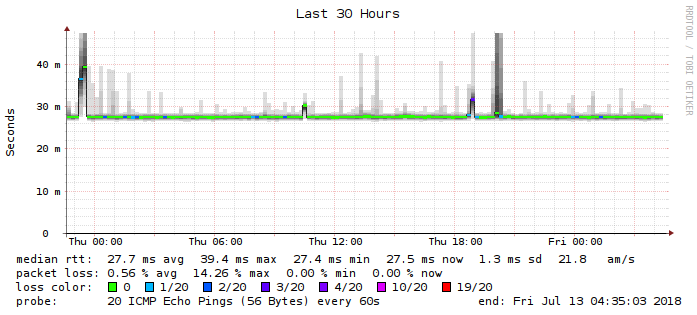 Last 30 Hours
RRDTOOL / TOBI OETIKER
Seconds
40 m
30 m
20 m
10 m
0
Thu 00:00 Thu 06:00 Thu 12:00 Thu 18:00 Fri 00:00
median rtt: 27.7 ms avg 39.4 ms max 27.4 ms min 27.5 ms now 1.3 ms sd 21.8 am/s
packet loss: 0.56 % avg 14.26 % max 0.00 % min 0.00 % now
loss color: 0 1/20 2/20 3/20 4/20 10/20 19/20
probe: 20 ICMP Echo Pings (56 Bytes) every 60s end: Fri Jul 13 04:35:03 2018